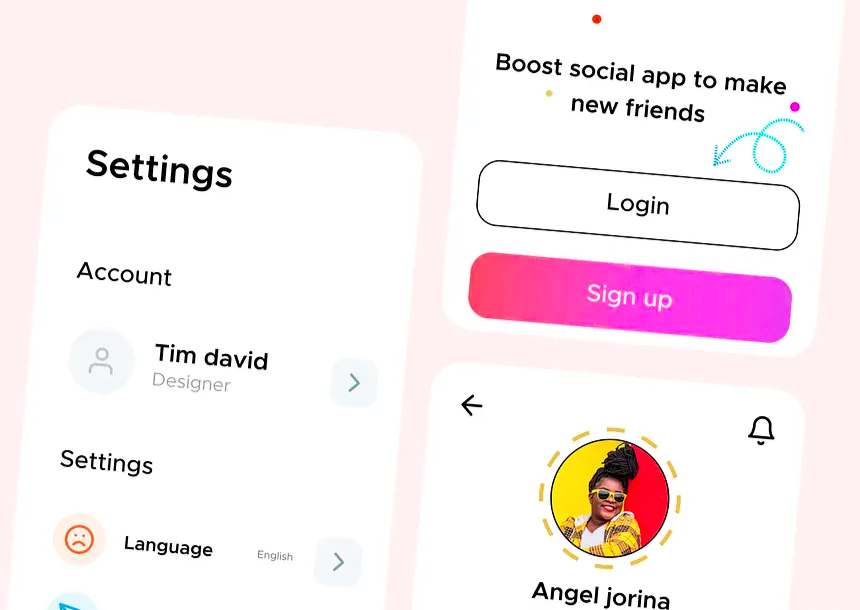 Settings
Account
Tim david
Designer
Settings
Language
English
Boost social app to make
new friends
Login
Sign up
Angel jorina